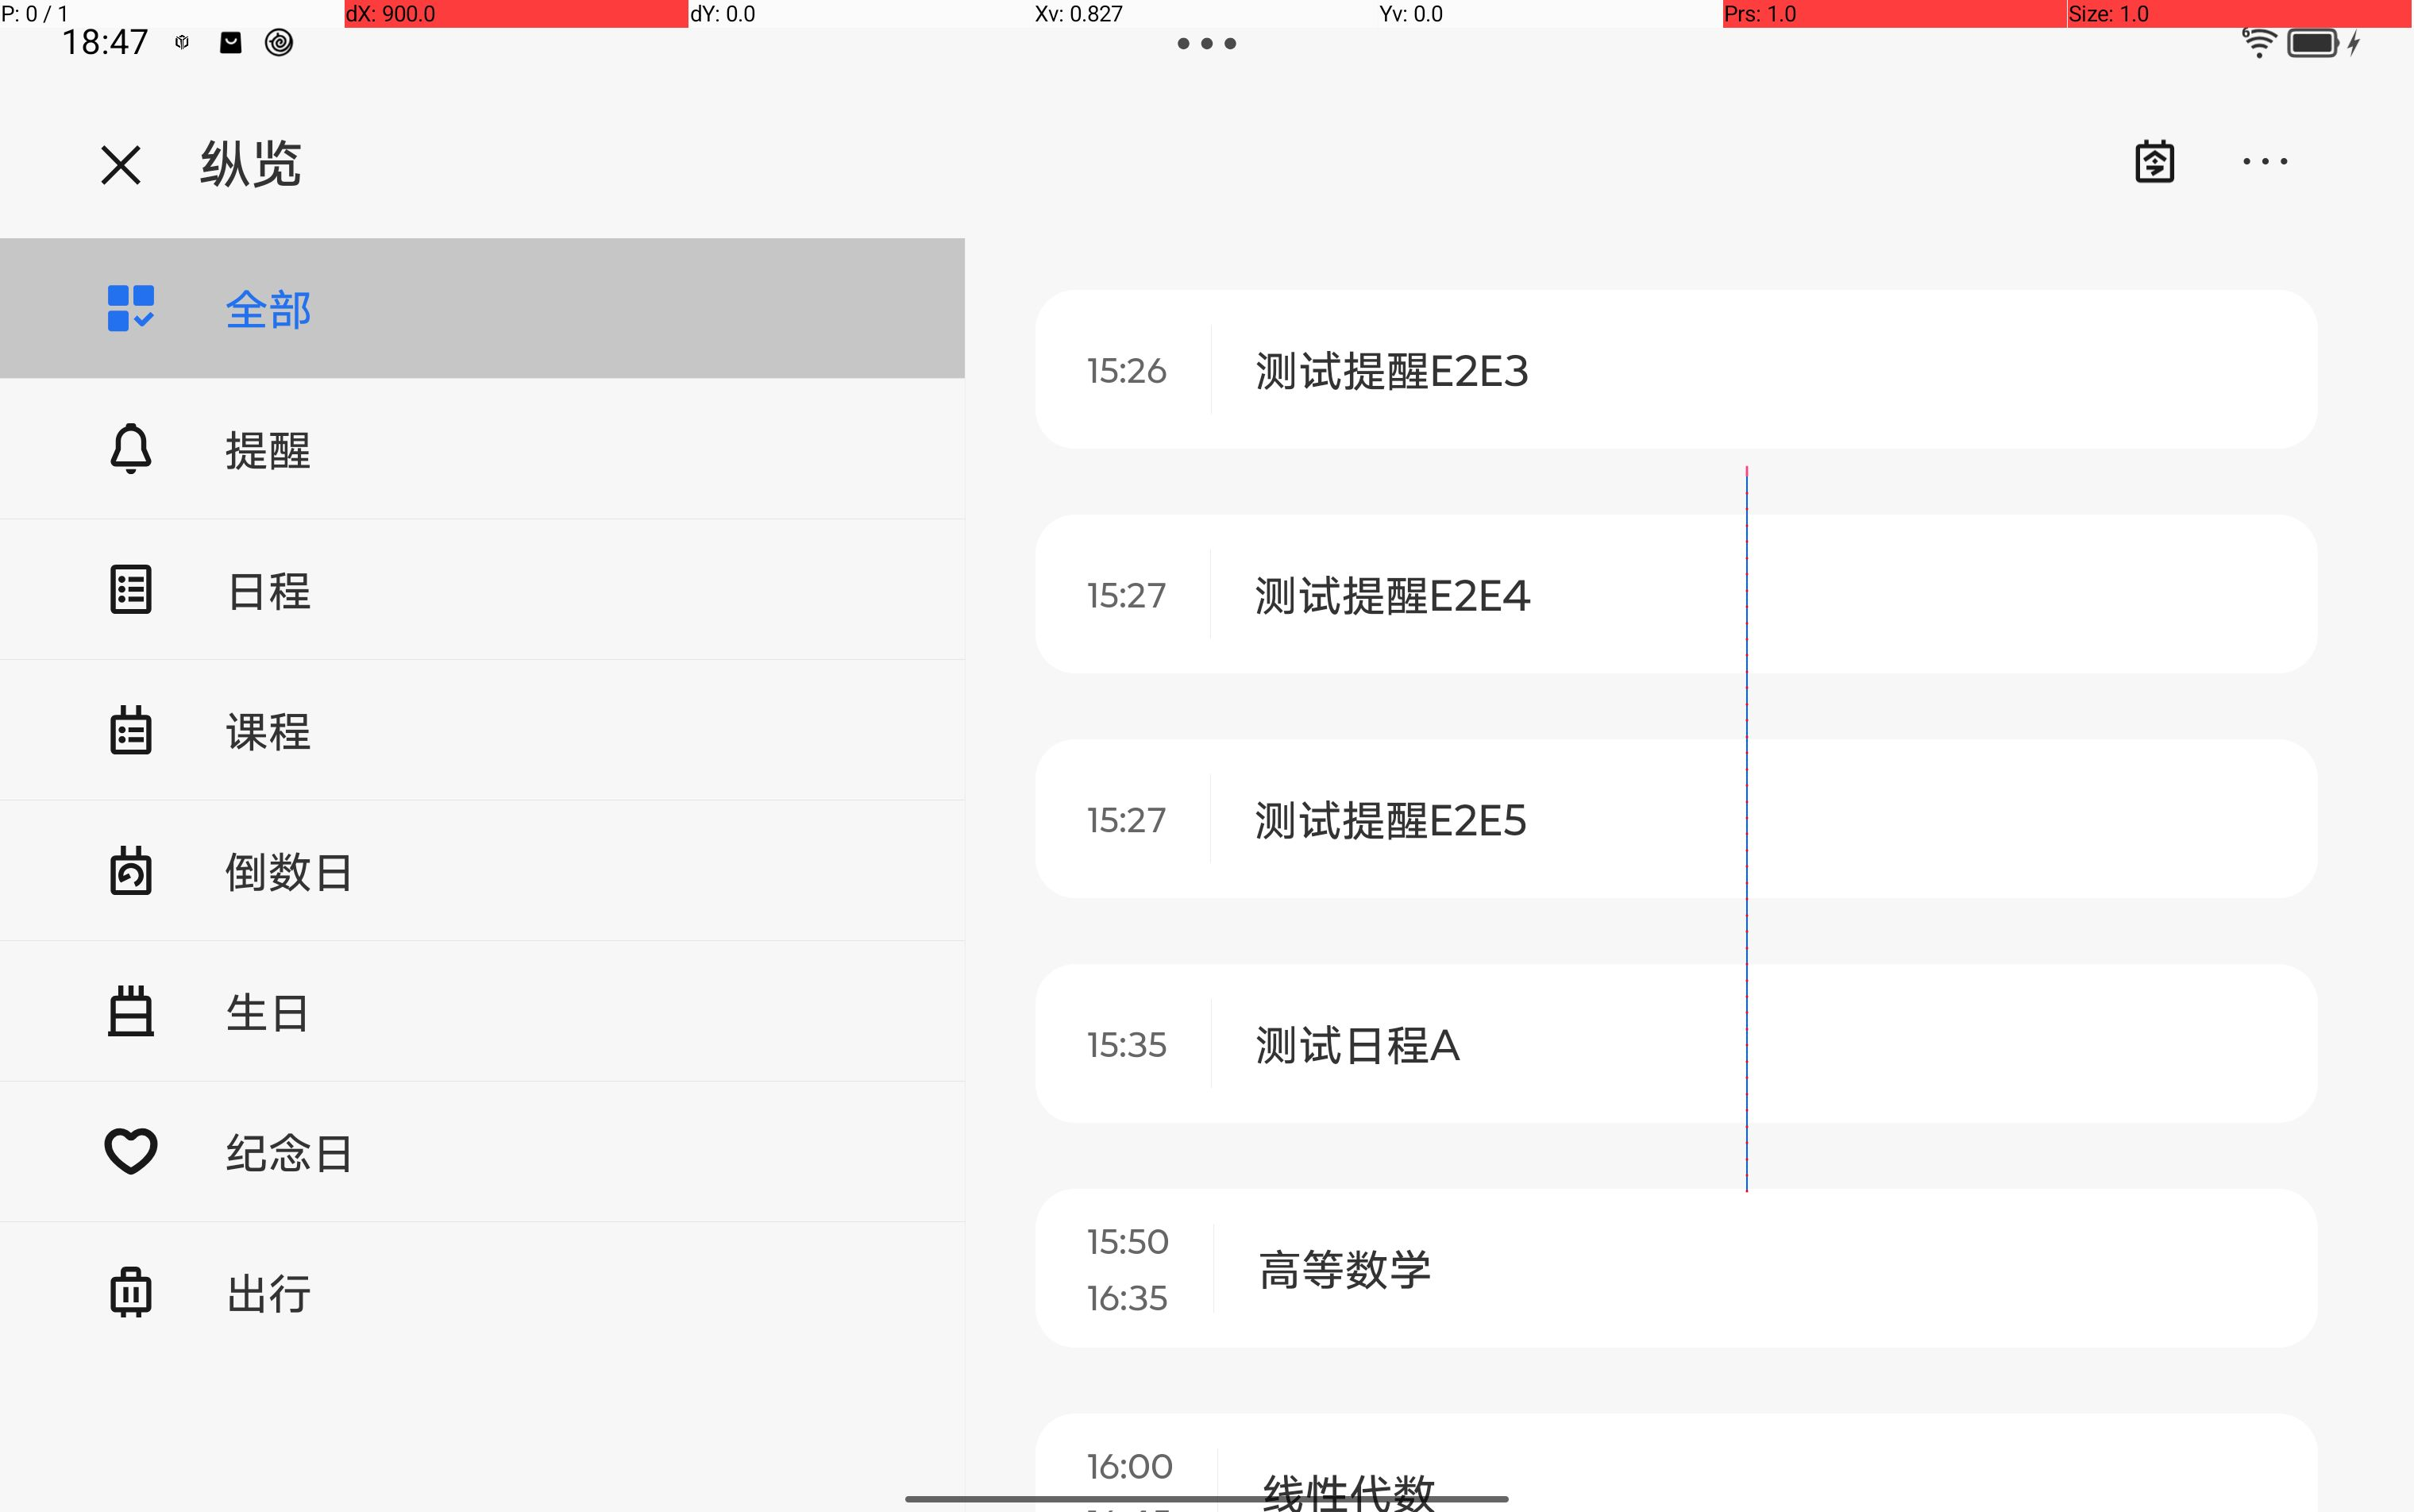 P: 0 / 1
dX: 900.0
dY: 0.0
Xv: 0.827
Yv: 0.0
Prs: 1.0
Size: 1.0
18:47
6
纵览
今
全部
提醒
日程
课程
倒数日
生日
纪念日
出行
15:26
测试提醒E2E3
15:27
测试提醒E2E4
15:27
测试提醒E2E5
15:35
测试日程A
15:50
16:35
高等数学
16:00
线性代数